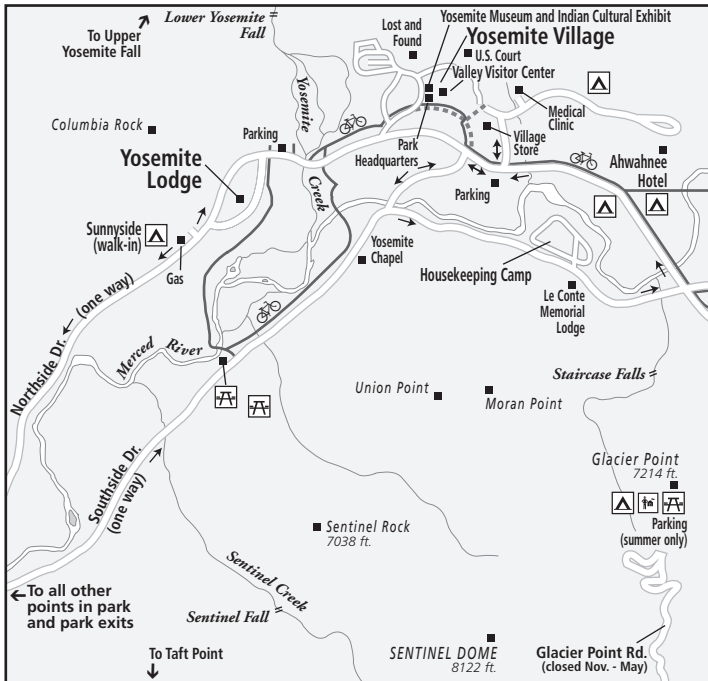 Lower Yosemite
Fall
To Upper
Yosemite Fall
Lost and
Found
Yosemite Museum and Indian Cultural Exhibit
Yosemite Village
U.S. Court
Valley Visitor Center
Yosemite
Creek
Columbia Rock
Parking
Park
Headquarters
Village
Store
Medical
Clinic
Ahwahnee
Hotel
Yosemite
Lodge
Parking
Sunnyside
(walk-in)
Gas
Yosemite
Chapel
Housekeeping Camp
Le Conte
Memorial
Lodge
Northside Dr.
(one way)
Merced River
Staircase Falls
Union Point
Moran Point
Southside Dr.
(one way)
Glacier Point
7214 ft.
Parking
(summer only)
Sentinel Rock
7038 ft.
Sentinel Creek
Sentinel Fall
To all other
points in park
and park exits
To Taft Point
SENTINEL DOME
8122 ft.
Glacier Point Rd.
(closed Nov. - May)